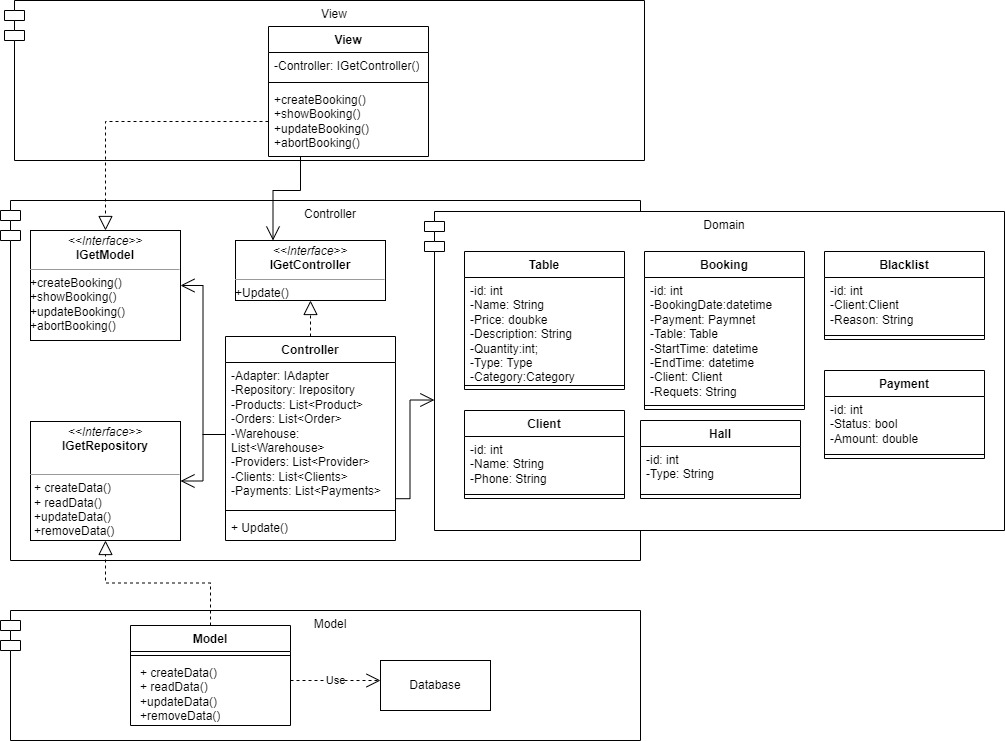 View
View
-Controller: IGetController()
+createBooking()
+showBooking()
+updateBooking()
+abortBooking()
Controller
<<Interface>>
IGetModel
+createBooking()
+showBooking()
+updateBooking()
+abortBooking()
<<Interface>>
IGetController
+Update()
Controller
-Adapter: IAdapter
-Repository: Irepository
-Products: List<Product>
-Orders: List<Order>
-Warehouse:
List<Warehouse>
-Providers: List<Provider>
-Clients: List<Clients>
-Payments: List<Payments>
+ Update()
<<Interface>>
IGetRepository
+ createData()
+ readData()
+updateData()
+removeData()
Domain
Table
-id: int
-Name: String
-Price: doubke
-Description: String
-Quantity:int;
-Type: Type
-Category:Category
Booking
-id: int
-BookingDate:datetime
-Payment: Paymnet
-Table: Table
-StartTime: datetime
-EndTime: datetime
-Client: Client
-Requets: String
Blacklist
-id: int
-Client:Client
-Reason: String
Client
-id: int
-Name: String
-Phone: String
Hall
-id: int
-Type: String
Payment
-id: int
-Status: bool
-Amount: double
Model
Model
+ createData()
+ readData()
+updateData()
+removeData()
Use
Database